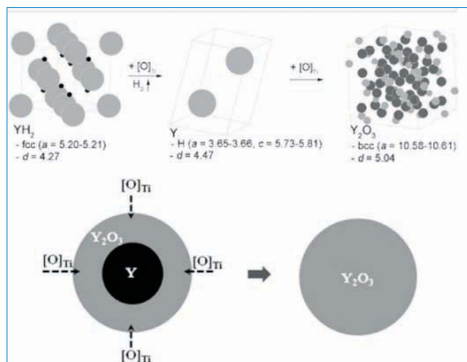 + [O]Ti
H2 ↑
+ [O]Ti
YH2
- fcc (a = 5.20-5.21)
- d = 4.27
Y
- H (a = 3.65-3.66, c = 5.73-5.81)
- d = 4.47
Y2O3
- bcc (a = 10.58-10.61)
- d = 5.04
[O]Ti
Y2O3
[O]Ti
Y
[O]Ti
Y2O3
[O]Ti